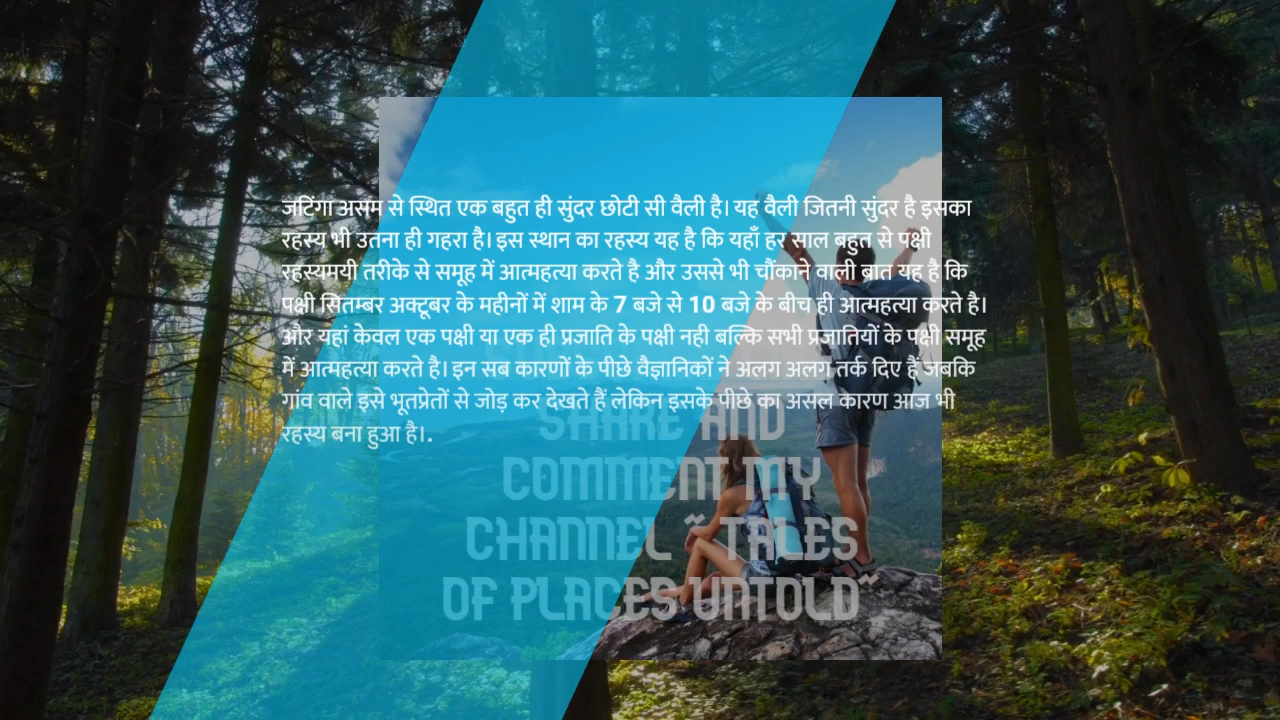 जटिंगा असम से स्थित एक बहुत ही सुंदर छोटी सी वैली है। यह वैली जितनी सुंदर है इसका
रहस्य भी उतना ही गहरा है। इस स्थान का रहस्य यह है कि यहाँ हर साल बहुत से पक्षी
रहस्यमयी तरीके से समूह में आत्महत्या करते है और उससे भी चौंकाने वाली बात यह है कि
पक्षी सितम्बर अक्टूबर के महीनों में शाम के 7 बजे से 10 बजे के बीच ही आत्महत्या करते है।
और यहां केवल एक पक्षी या एक ही प्रजाति के पक्षी नही बल्कि सभी प्रजातियों के पक्षी समूह
में आत्महत्या करते है। इन सब कारणों के पीछे वैज्ञानिकों ने अलग अलग तर्क दिए हैं जबकि
गांव वाले इसे भूतप्रेतों से जोड़ कर देखते हैं लेकिन इसके पीछे का असल कारण आज भी
रहस्य बना हुआ है।.
SHARE AND
COMMENT MY
CHANNEL "TALES
OF PLACES UNTOLD"